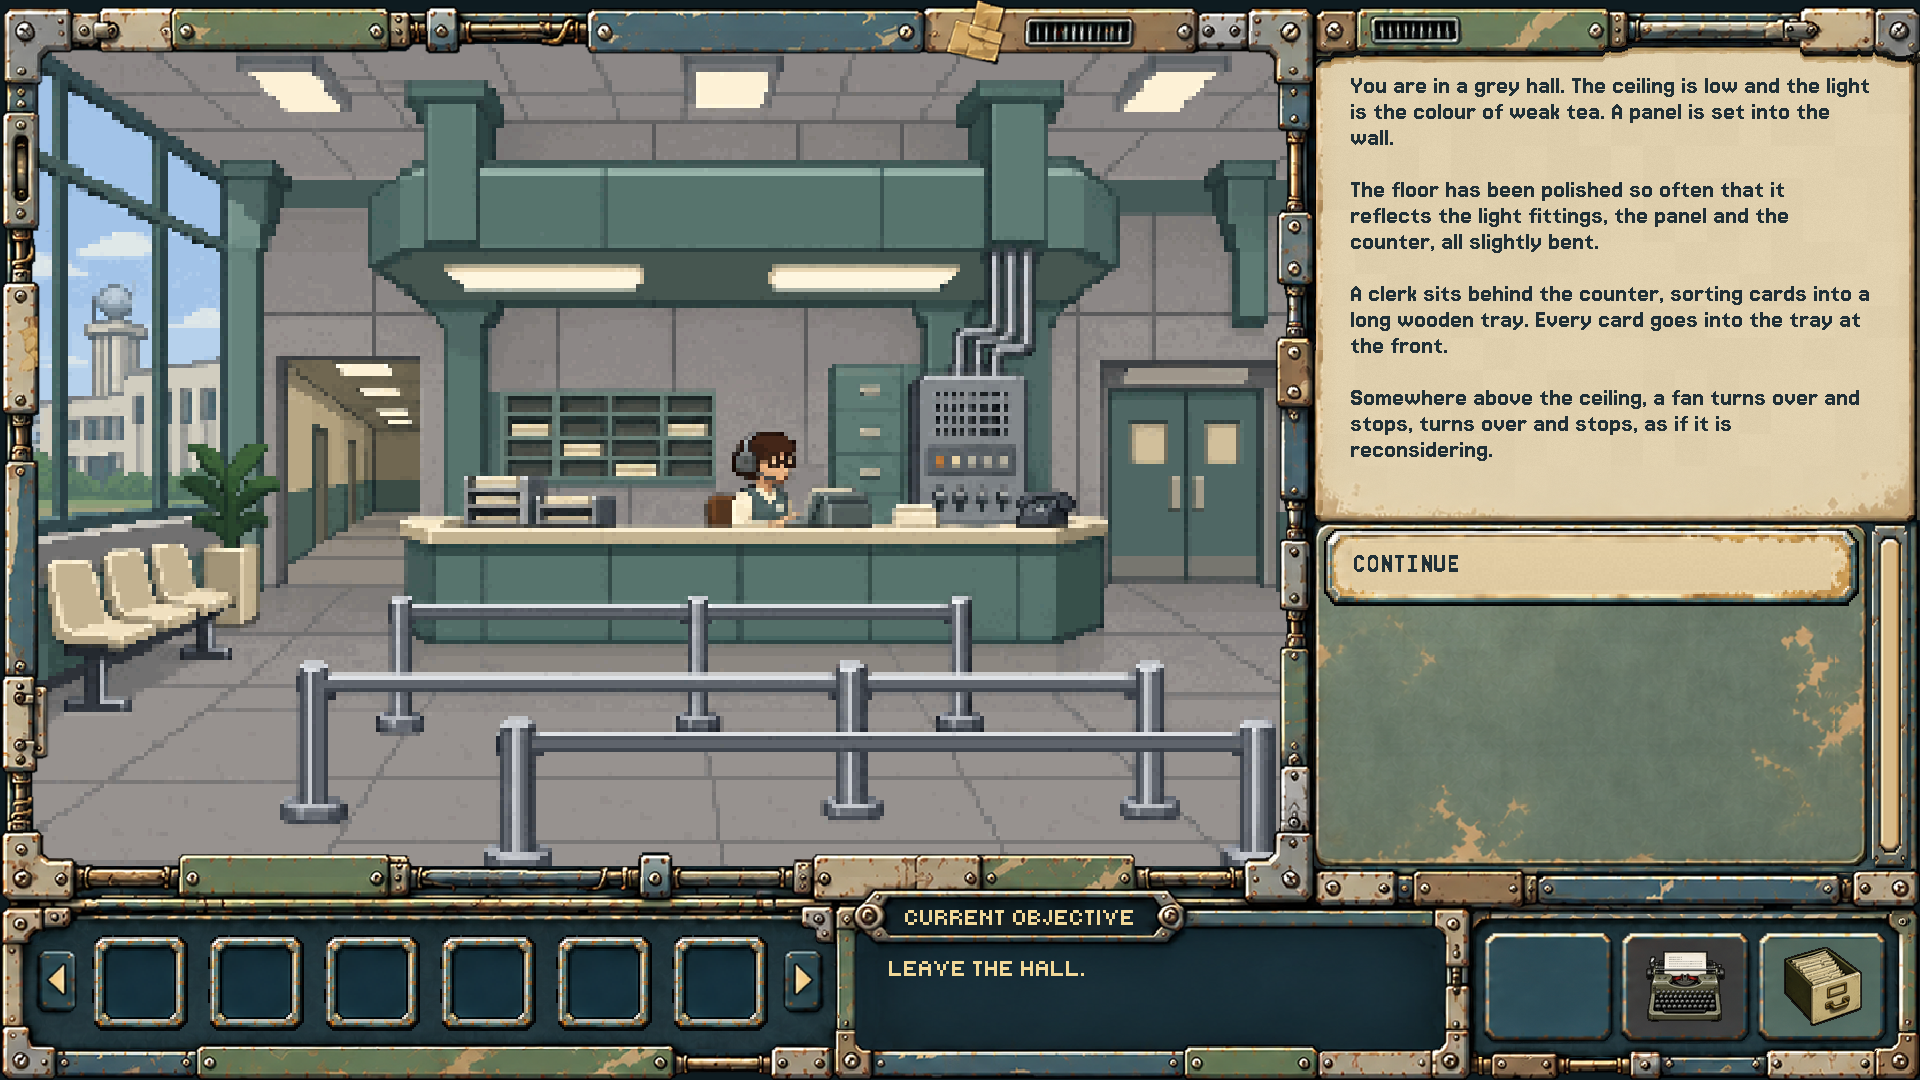 You are in a grey hall. The ceiling is low and the light
is the colour of weak tea. A panel is set into the
wall.
The floor has been polished so often that it
reflects the light fittings, the panel and the
counter, all slightly bent.
A clerk sits behind the counter, sorting cards into a
long wooden tray. Every card goes into the tray at
the front.
Somewhere above the ceiling, a fan turns over and
stops, turns over and stops, as if it is
reconsidering.
CONTINUE
CURRENT OBJECTIVE
LEAVE THE HALL.